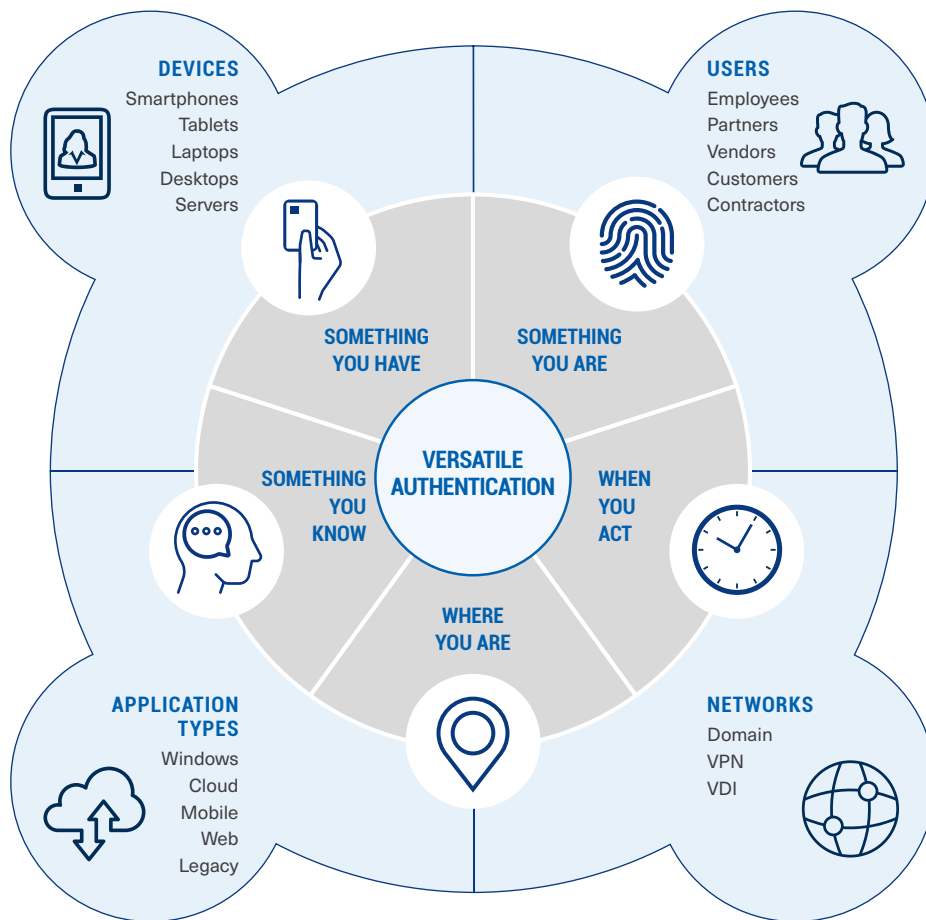 DEVICES
Smartphones
Tablets
Laptops
Desktops
Servers
USERS
Employees
Partners
Vendors
Customers
Contractors
SOMETHING
YOU HAVE
SOMETHING
YOU ARE
VERSATILE
AUTHENTICATION
SOMETHING
YOU
KNOW
WHEN
YOU
ACT
WHERE
YOU ARE
APPLICATION
TYPES
Windows
Cloud
Mobile
Web
Legacy
NETWORKS
Domain
VPN
VDI